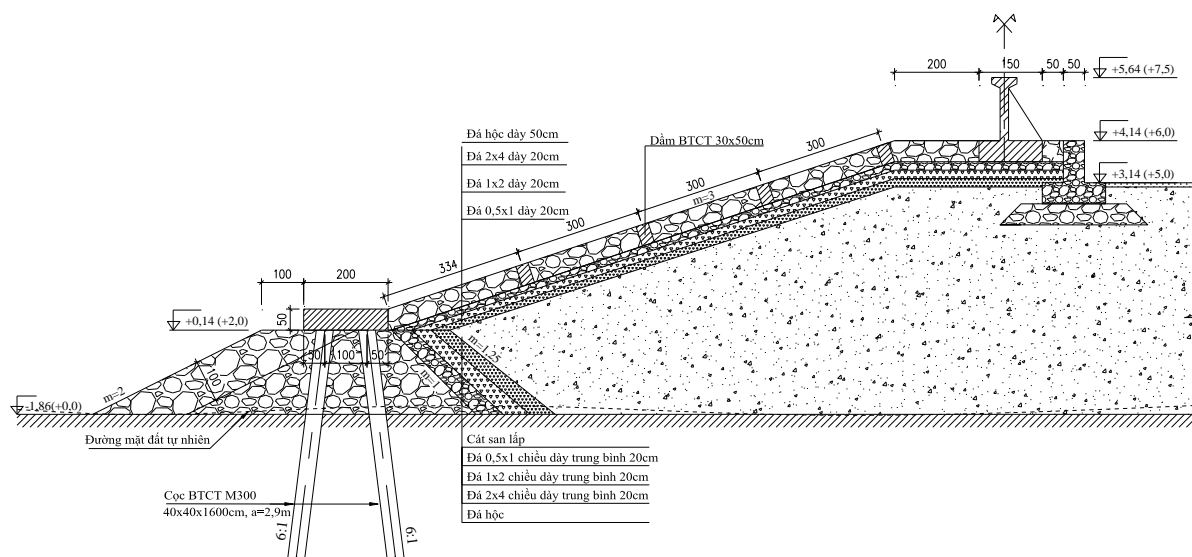 200
150
50
50
+5,64 (+7,5)
Đá hộc dày 50cm
Dầm BTCT 30x50cm
300
+4,14 (+6,0)
Đá 2x4 dày 20cm
Đá 1x2 dày 20cm
300
m=3
+3,14 (+5,0)
Đá 0,5x1 dày 20cm
300
334
100
200
50
+0,14 (+2,0)
50
100
50
m=1,25
100
m=1
m=2
-1,86(+0,0)
Đường mặt đất tự nhiên
Cát san lấp
Đá 0,5x1 chiều dày trung bình 20cm
Đá 1x2 chiều dày trung bình 20cm
Đá 2x4 chiều dày trung bình 20cm
Đá hộc
Cọc BTCT M300
40x40x1600cm, a=2,9m
6:1
6:1